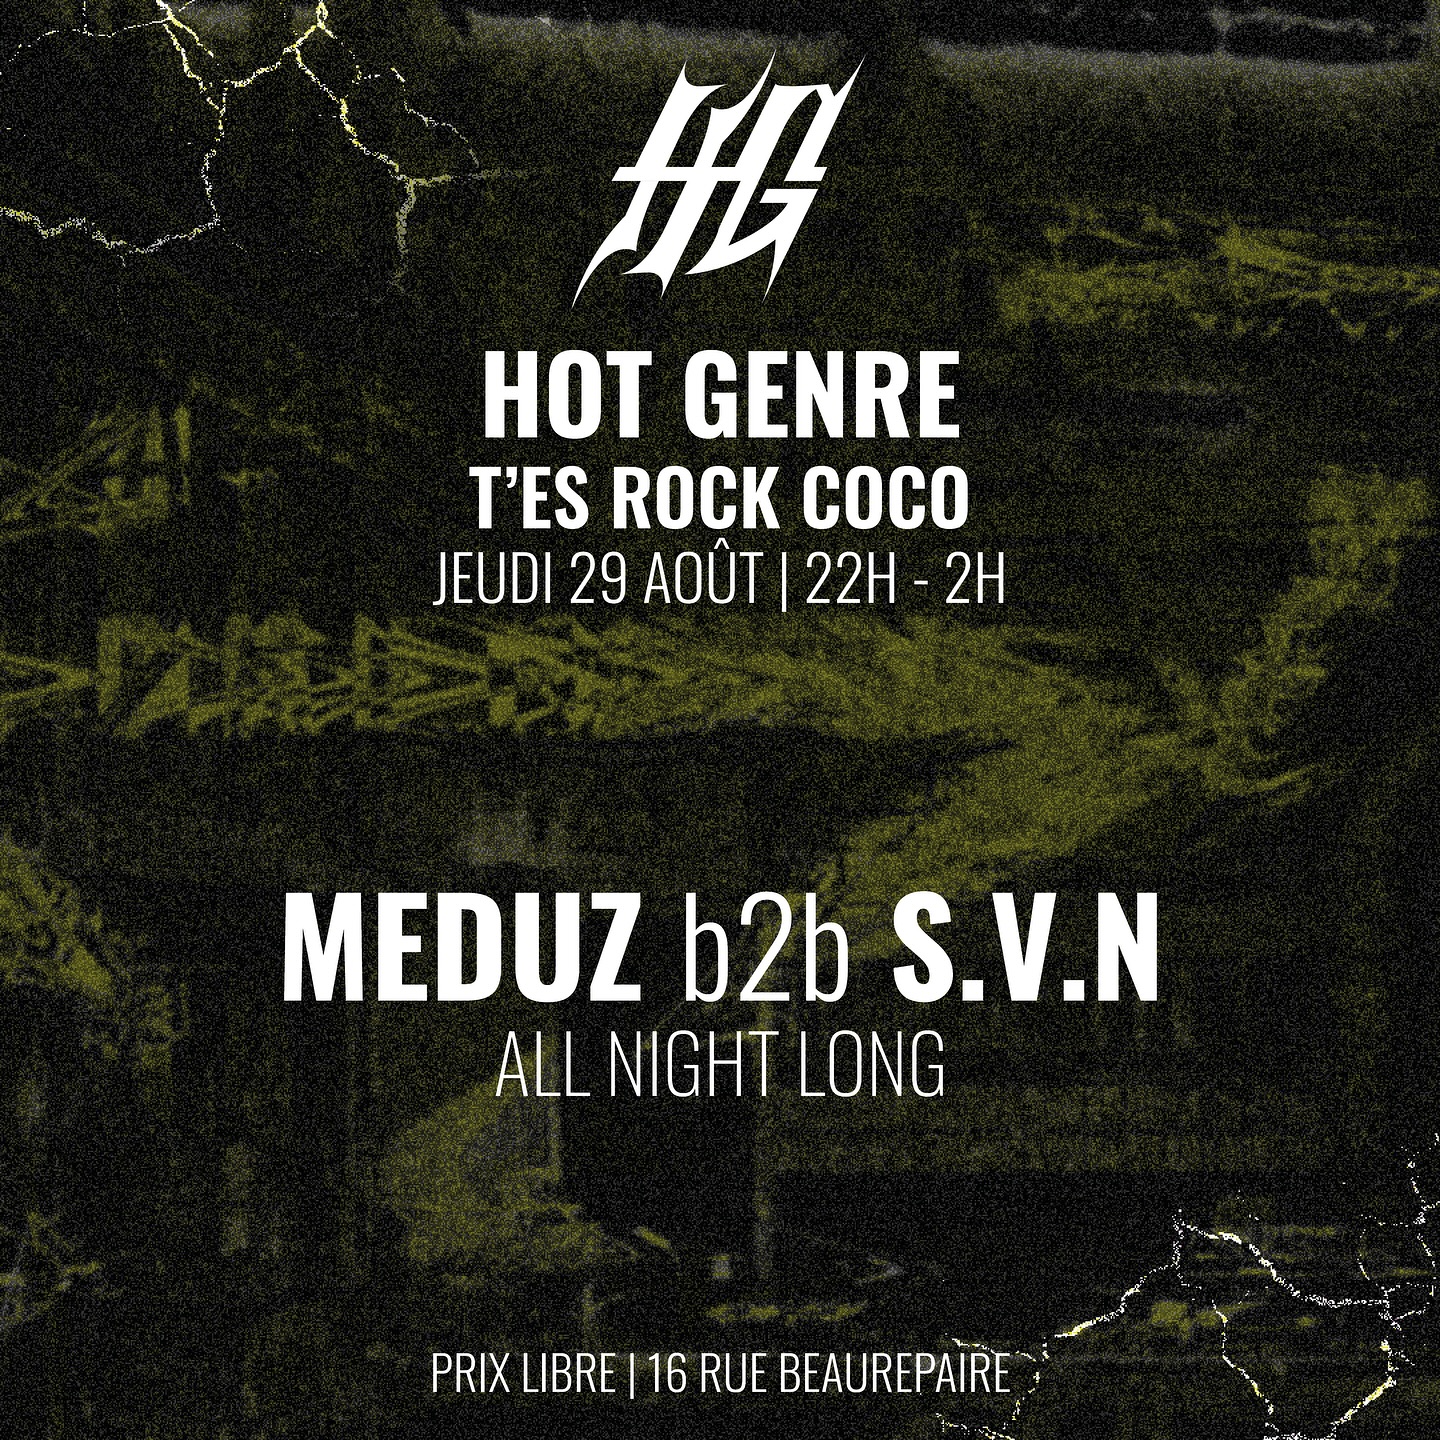 HG
HOT GENRE
T'ES ROCK COCO
JEUDI 29 AOÛT | 22H - 2H
MEDUZ b2b S.V.N
ALL NIGHT LONG
PRIX LIBRE | 16 RUE BEAUREPAIRE